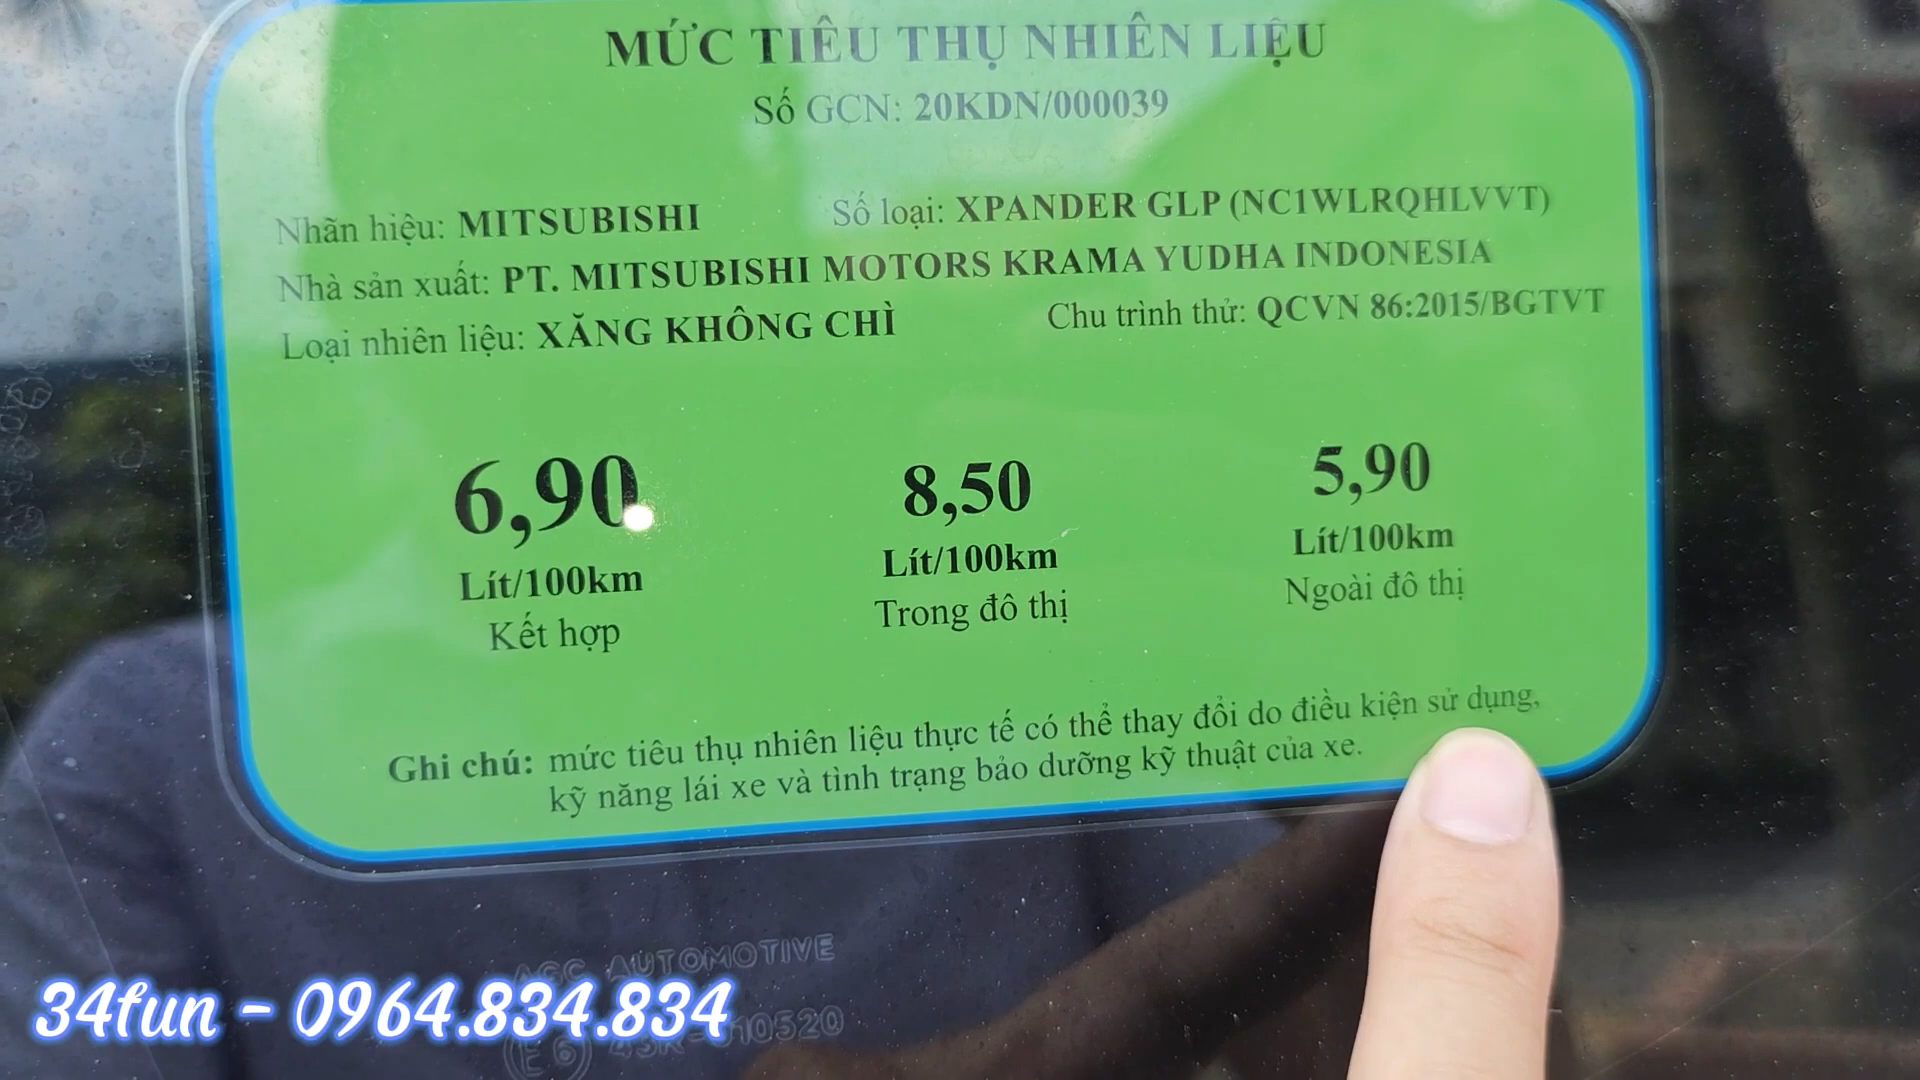 MỨC TIÊU THỤ NHIÊN LIỆU
Số GCN: 20KDN/000039
Nhãn hiệu: MITSUBISHI Số loại: XPANDER GLP (NC1WLRQHLVVT)
Nhà sản xuất: PT. MITSUBISHI MOTORS KRAMA YUDHA INDONESIA
Loại nhiên liệu: XĂNG KHÔNG CHÌ Chu trình thử: QCVN 86:2015/BGTVT
6,90 8,50 5,90
Lít/100km Lít/100km Lít/100km
Kết hợp Trong đô thị Ngoài đô thị
Ghi chú: mức tiêu thụ nhiên liệu thực tế có thể thay đổi do điều kiện sử dụng,
kỹ năng lái xe và tình trạng bảo dưỡng kỹ thuật của xe.
AGC AUTOMOTIVE
34fun - 0964.834.834
E6